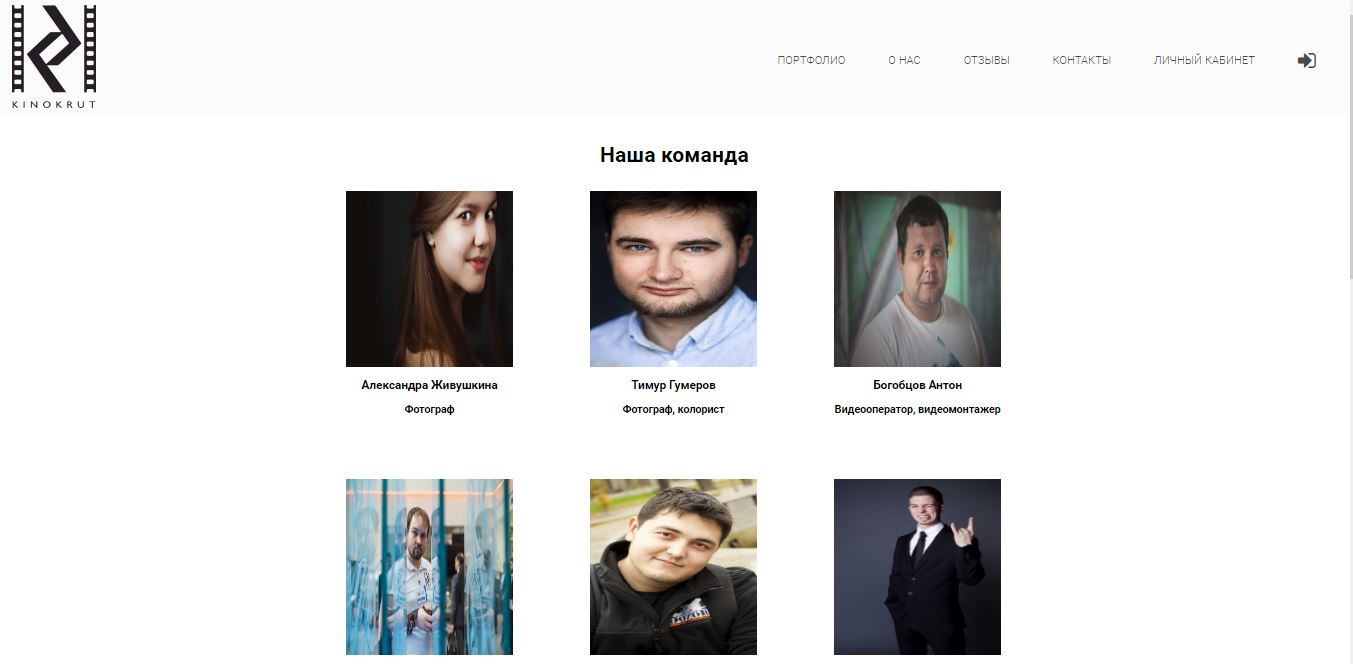 KINOKRUT
ПОРТФОЛИО О НАС ОТЗЫВЫ КОНТАКТЫ ЛИЧНЫЙ КАБИНЕТ
Наша команда
Александра Живушкина Тимур Гумеров Богобцов Антон
Фотограф Фотограф, колорист Видеооператор, видеомонтажер